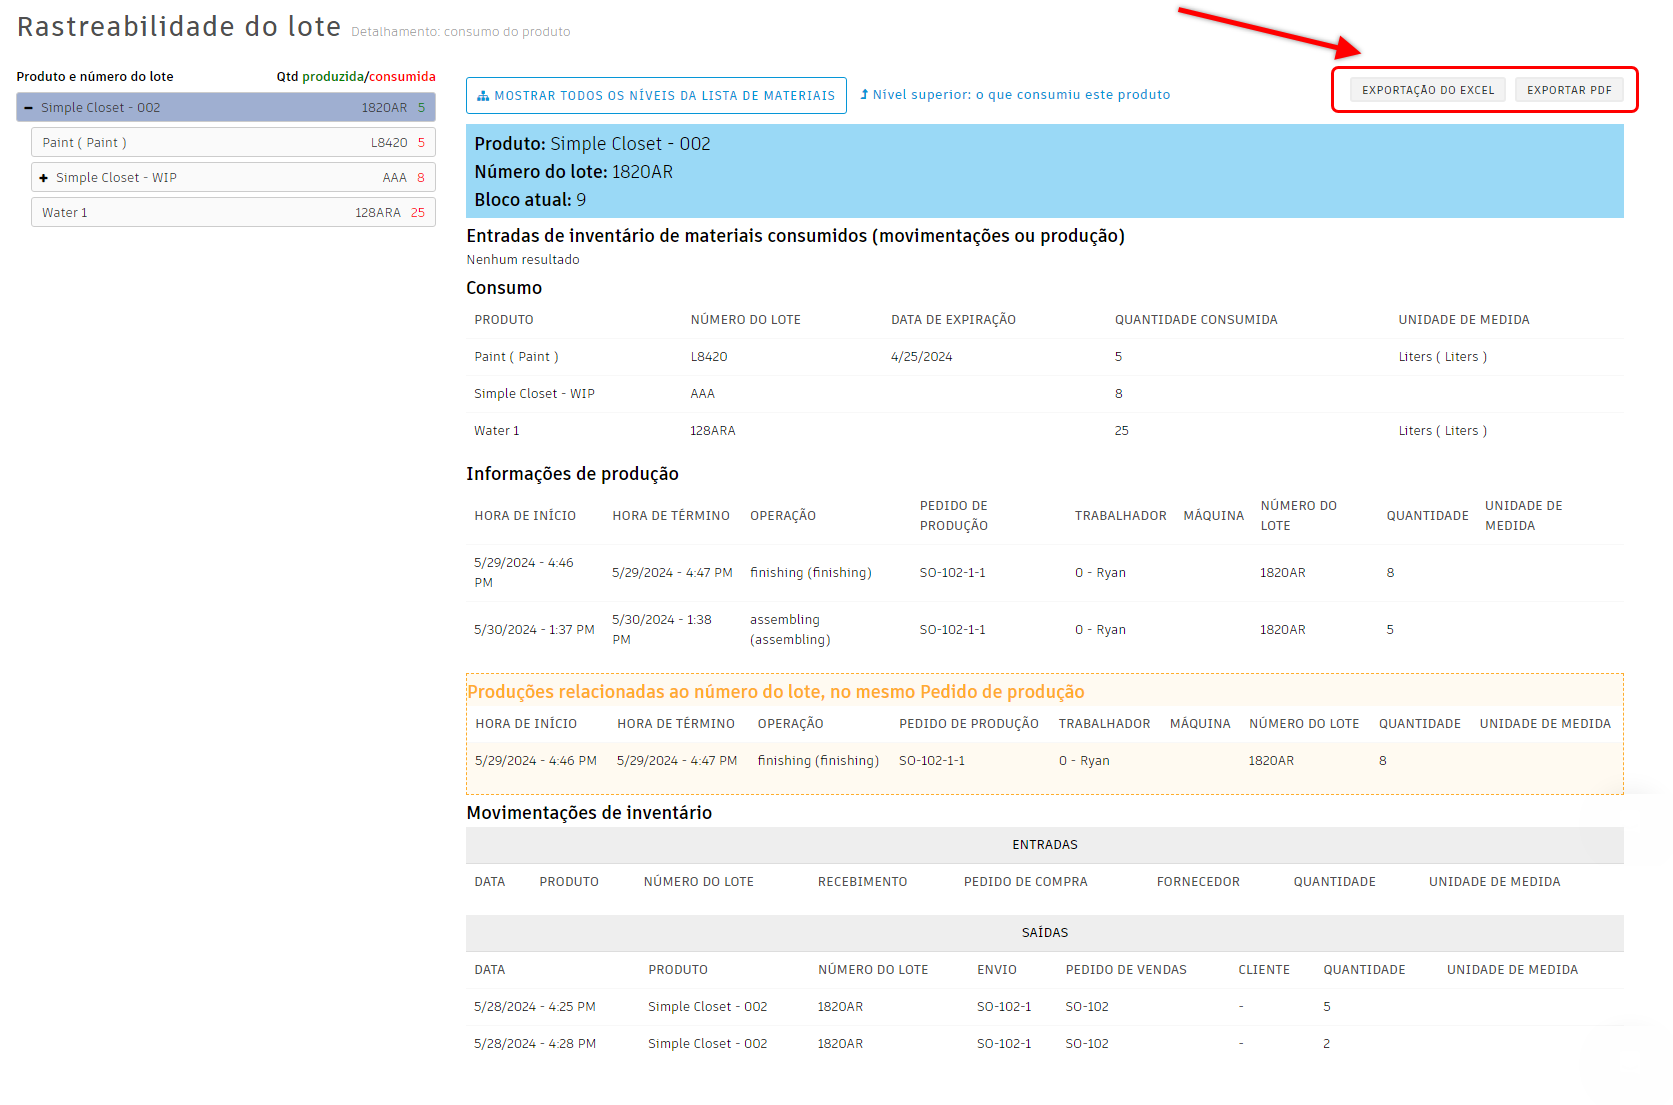 Rastreabilidade do lote Detalhamento: consumo do produto
Produto e número do lote Qtd produzida/consumida
Simple Closet - 002 1820AR 5
Paint ( Paint ) L8420 5
Simple Closet - WIP AAA 8
Water 1 128ARA 25
MOSTRAR TODOS OS NÍVEIS DA LISTA DE MATERIAIS Nível superior: o que consumiu este produto
EXPORTAÇÃO DO EXCEL EXPORTAR PDF
Produto: Simple Closet - 002
Número do lote: 1820AR
Bloco atual: 9
Entradas de inventário de materiais consumidos (movimentações ou produção)
Nenhum resultado
Consumo
PRODUTO NÚMERO DO LOTE DATA DE EXPIRAÇÃO QUANTIDADE CONSUMIDA UNIDADE DE MEDIDA
Paint ( Paint ) L8420 4/25/2024 5 Liters ( Liters )
Simple Closet - WIP AAA 8
Water 1 128ARA 25 Liters ( Liters )
Informações de produção
HORA DE INÍCIO HORA DE TÉRMINO OPERAÇÃO PEDIDO DE PRODUÇÃO TRABALHADOR MÁQUINA NÚMERO DO LOTE QUANTIDADE UNIDADE DE MEDIDA
5/29/2024 - 4:46 PM 5/29/2024 - 4:47 PM finishing (finishing) SO-102-1-1 0 - Ryan 1820AR 8
5/30/2024 - 1:37 PM 5/30/2024 - 1:38 PM assembling (assembling) SO-102-1-1 0 - Ryan 1820AR 5
Produções relacionadas ao número do lote, no mesmo Pedido de produção
HORA DE INÍCIO HORA DE TÉRMINO OPERAÇÃO PEDIDO DE PRODUÇÃO TRABALHADOR MÁQUINA NÚMERO DO LOTE QUANTIDADE UNIDADE DE MEDIDA
5/29/2024 - 4:46 PM 5/29/2024 - 4:47 PM finishing (finishing) SO-102-1-1 0 - Ryan 1820AR 8
Movimentações de inventário
ENTRADAS
DATA PRODUTO NÚMERO DO LOTE RECEBIMENTO PEDIDO DE COMPRA FORNECEDOR QUANTIDADE UNIDADE DE MEDIDA
SAÍDAS
DATA PRODUTO NÚMERO DO LOTE ENVIO PEDIDO DE VENDAS CLIENTE QUANTIDADE UNIDADE DE MEDIDA
5/28/2024 - 4:25 PM Simple Closet - 002 1820AR SO-102-1 SO-102 - 5
5/28/2024 - 4:28 PM Simple Closet - 002 1820AR SO-102-1 SO-102 - 2